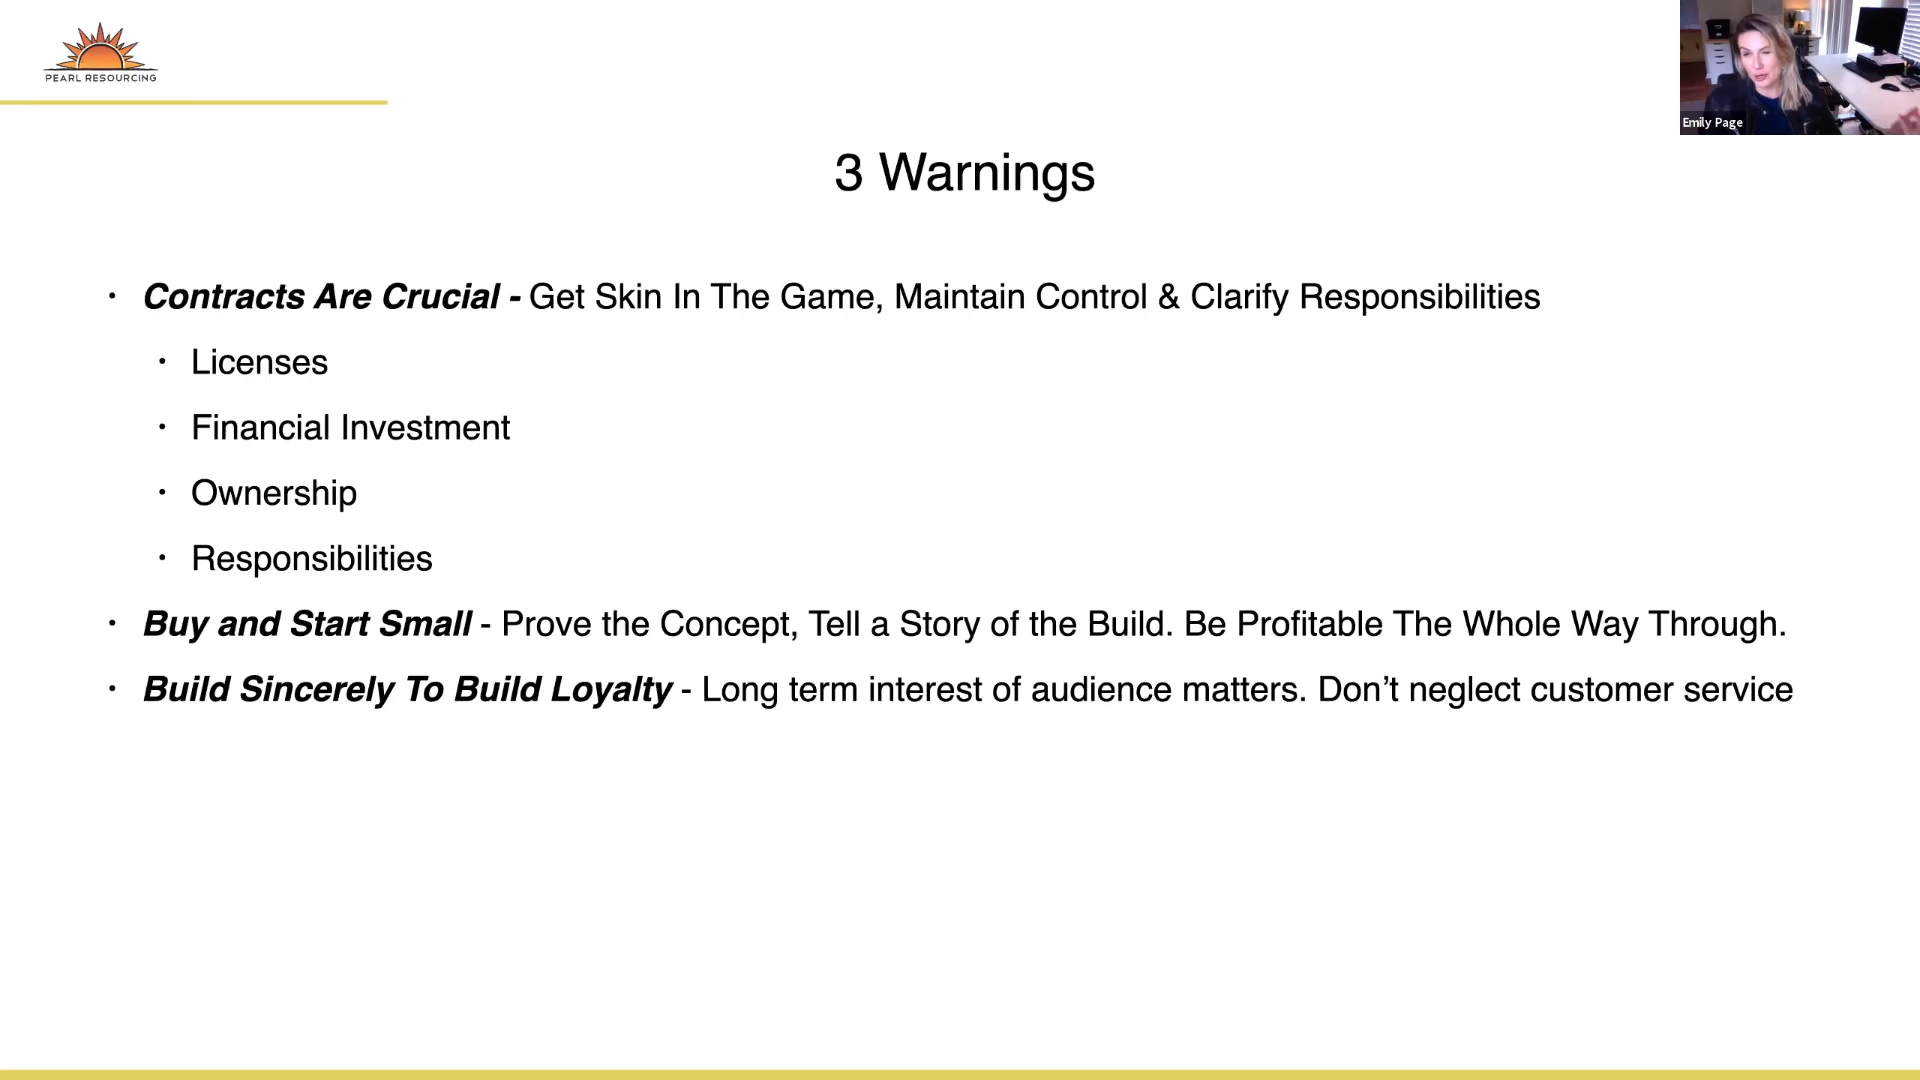 PEARL RESOURCING
Emily Page
3 Warnings
• Contracts Are Crucial - Get Skin In The Game, Maintain Control & Clarify Responsibilities
• Licenses
• Financial Investment
• Ownership
• Responsibilities
• Buy and Start Small - Prove the Concept, Tell a Story of the Build. Be Profitable The Whole Way Through.
• Build Sincerely To Build Loyalty - Long term interest of audience matters. Don’t neglect customer service